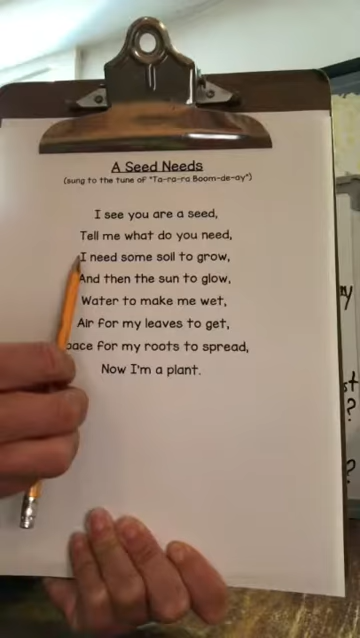 A Seed Needs
(sung to the tune of "Ta-ra-ra Boom-de-ay")
I see you are a seed,
Tell me what do you need,
I need some soil to grow,
And then the sun to glow,
Water to make me wet,
Air for my leaves to get,
for my roots to spread,
Now I'm a plant.
?
?